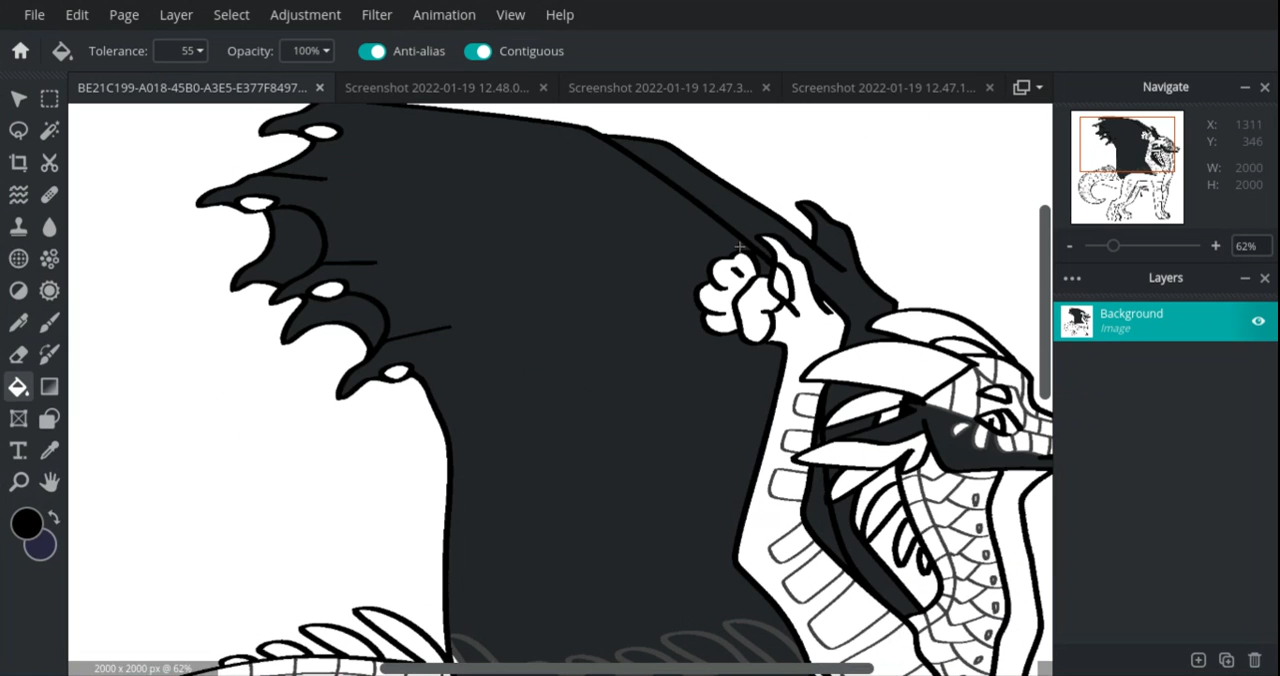 File Edit Page Layer Select Adjustment Filter Animation View Help
Tolerance: 55 Opacity: 100% Anti-alias Contiguous
BE21C199-A018-45B0-A3E5-E377F8497... Screenshot 2022-01-19 12.48.0... Screenshot 2022-01-19 12.47.3... Screenshot 2022-01-19 12.47.1...
Navigate
X: 1311
Y: 346
W: 2000
H: 2000
- + 62%
Layers
Background
Image
2000 x 2000 px @ 62%